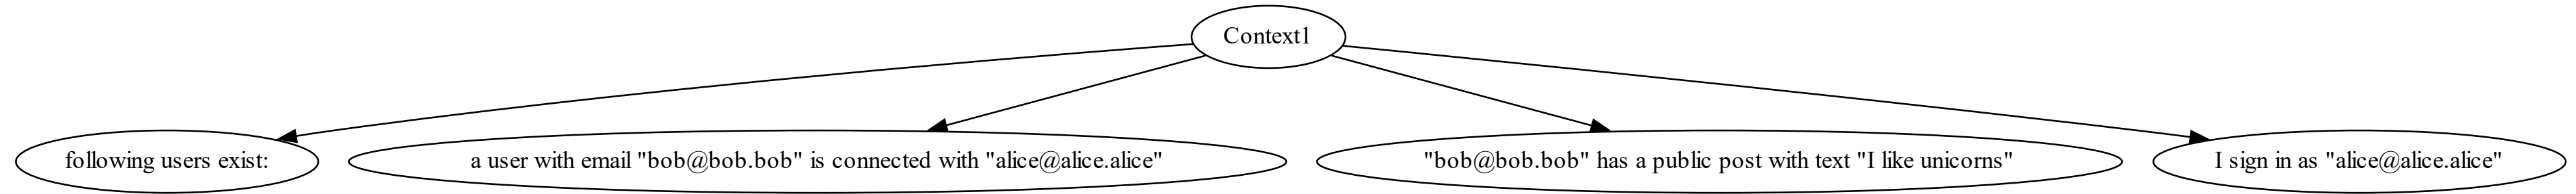 Context1
following users exist:
a user with email "bob@bob.bob" is connected with "alice@alice.alice"
"bob@bob.bob" has a public post with text "I like unicorns"
I sign in as "alice@alice.alice"